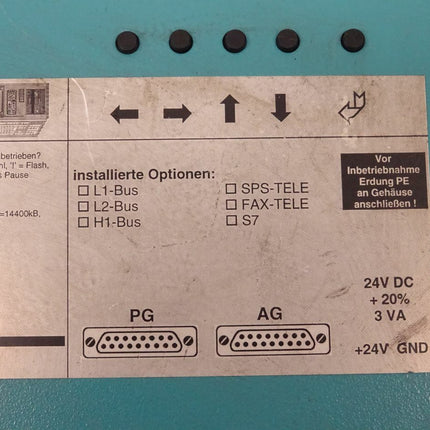 betrieben?
hl, 'I' = Flash,
s Pause
=14400kB,
installierte Optionen:
L1-Bus
L2-Bus
H1-Bus
SPS-TELE
FAX-TELE
S7
Vor
Inbetriebnahme
Erdung PE
an Gehäuse
anschließen !
PG
AG
24V DC
+ 20%
3 VA
+24V GND